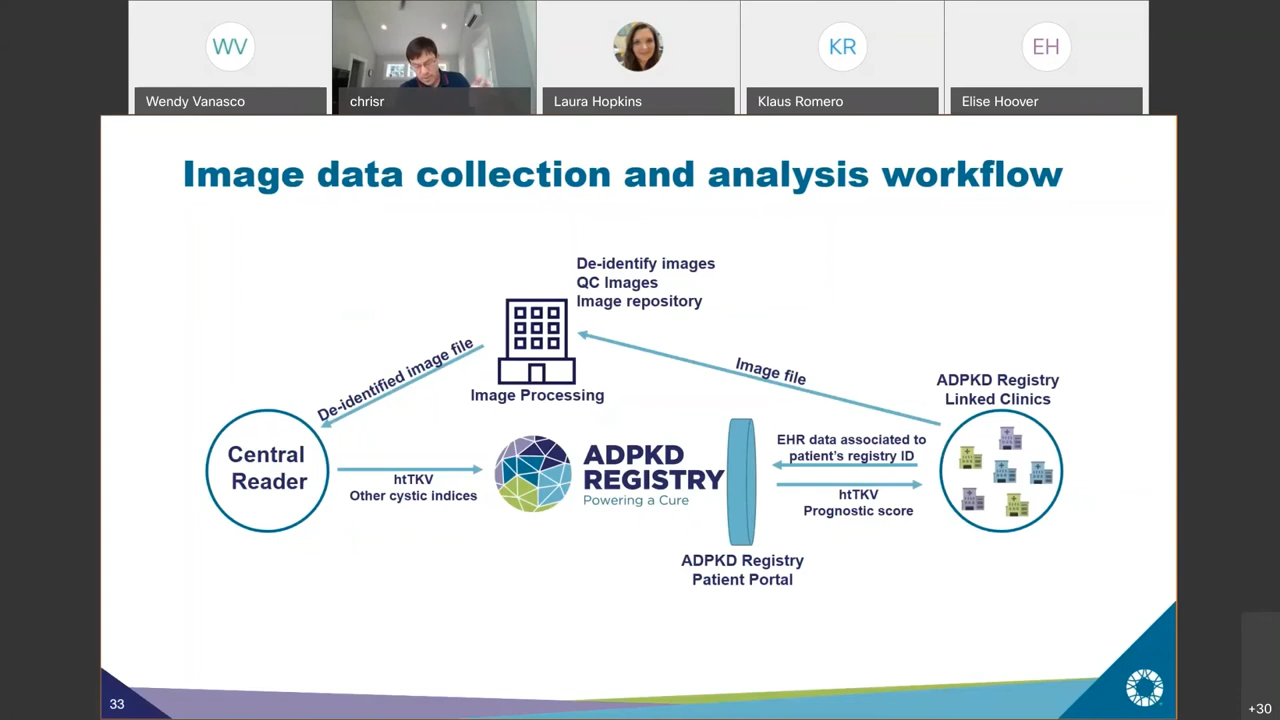 WV
KR
EH
Wendy Vanasco
chrisr
Laura Hopkins
Klaus Romero
Elise Hoover
Image data collection and analysis workflow
De-identify images
QC Images
Image repository
De-identified image file
Image file
Image Processing
ADPKD Registry
Linked Clinics
Central
Reader
htTKV
Other cystic indices
ADPKD
REGISTRY
Powering a Cure
EHR data associated to
patient's registry ID
htTKV
Prognostic score
ADPKD Registry
Patient Portal
33
+30